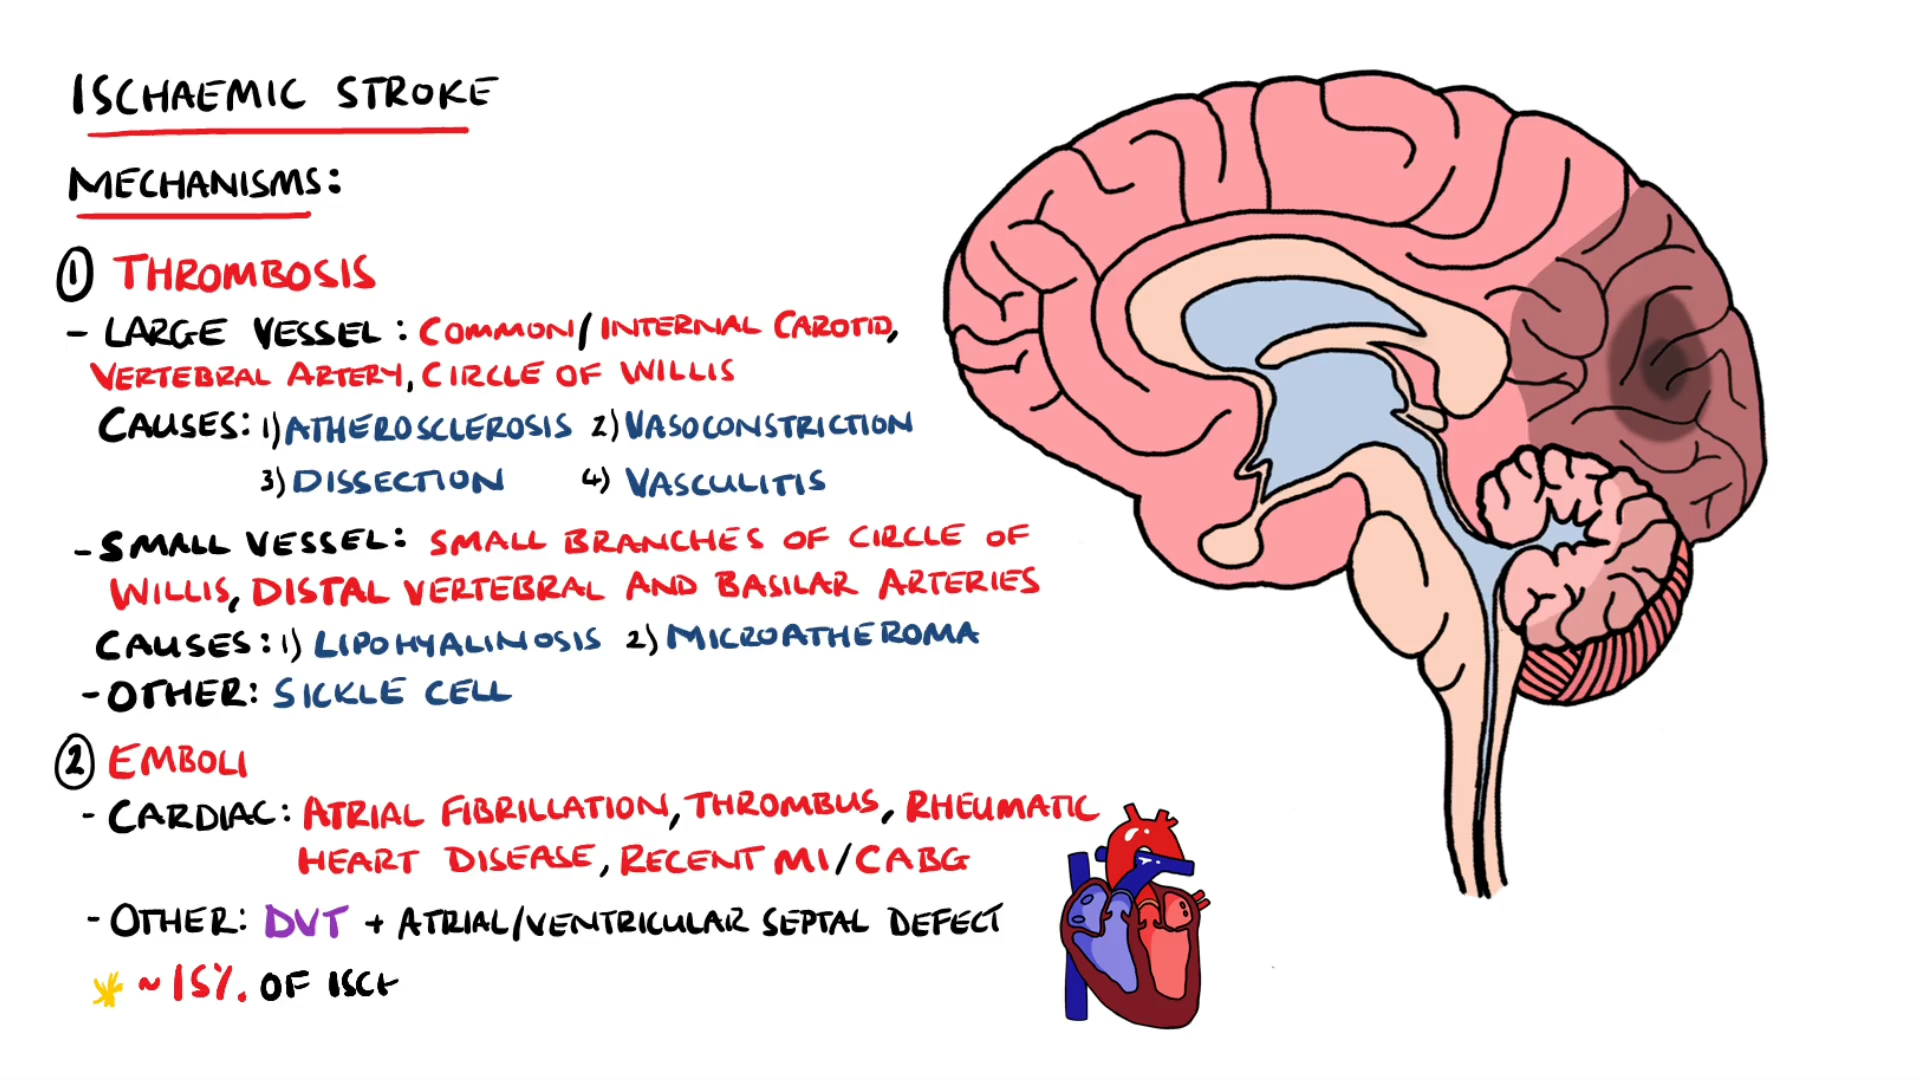 ISCHAEMIC STROKE
MECHANISMS:
① THROMBOSIS
- LARGE VESSEL: COMMON/INTERNAL CAROTID,
VERTEBRAL ARTERY, CIRCLE OF WILLIS
CAUSES: 1) ATHEROSCLEROSIS 2) VASOCONSTRICTION
3) DISSECTION 4) VASCULITIS
- SMALL VESSEL: SMALL BRANCHES OF CIRCLE OF
WILLIS, DISTAL VERTEBRAL AND BASILAR ARTERIES
CAUSES: 1) LIPOHYALINOSIS 2) MICROATHEROMA
- OTHER: SICKLE CELL
② EMBOLI
- CARDIAC: ATRIAL FIBRILLATION, THROMBUS, RHEUMATIC
HEART DISEASE, RECENT MI/CABG
- OTHER: DVT + ATRIAL/VENTRICULAR SEPTAL DEFECT
* ~15% OF ISCH